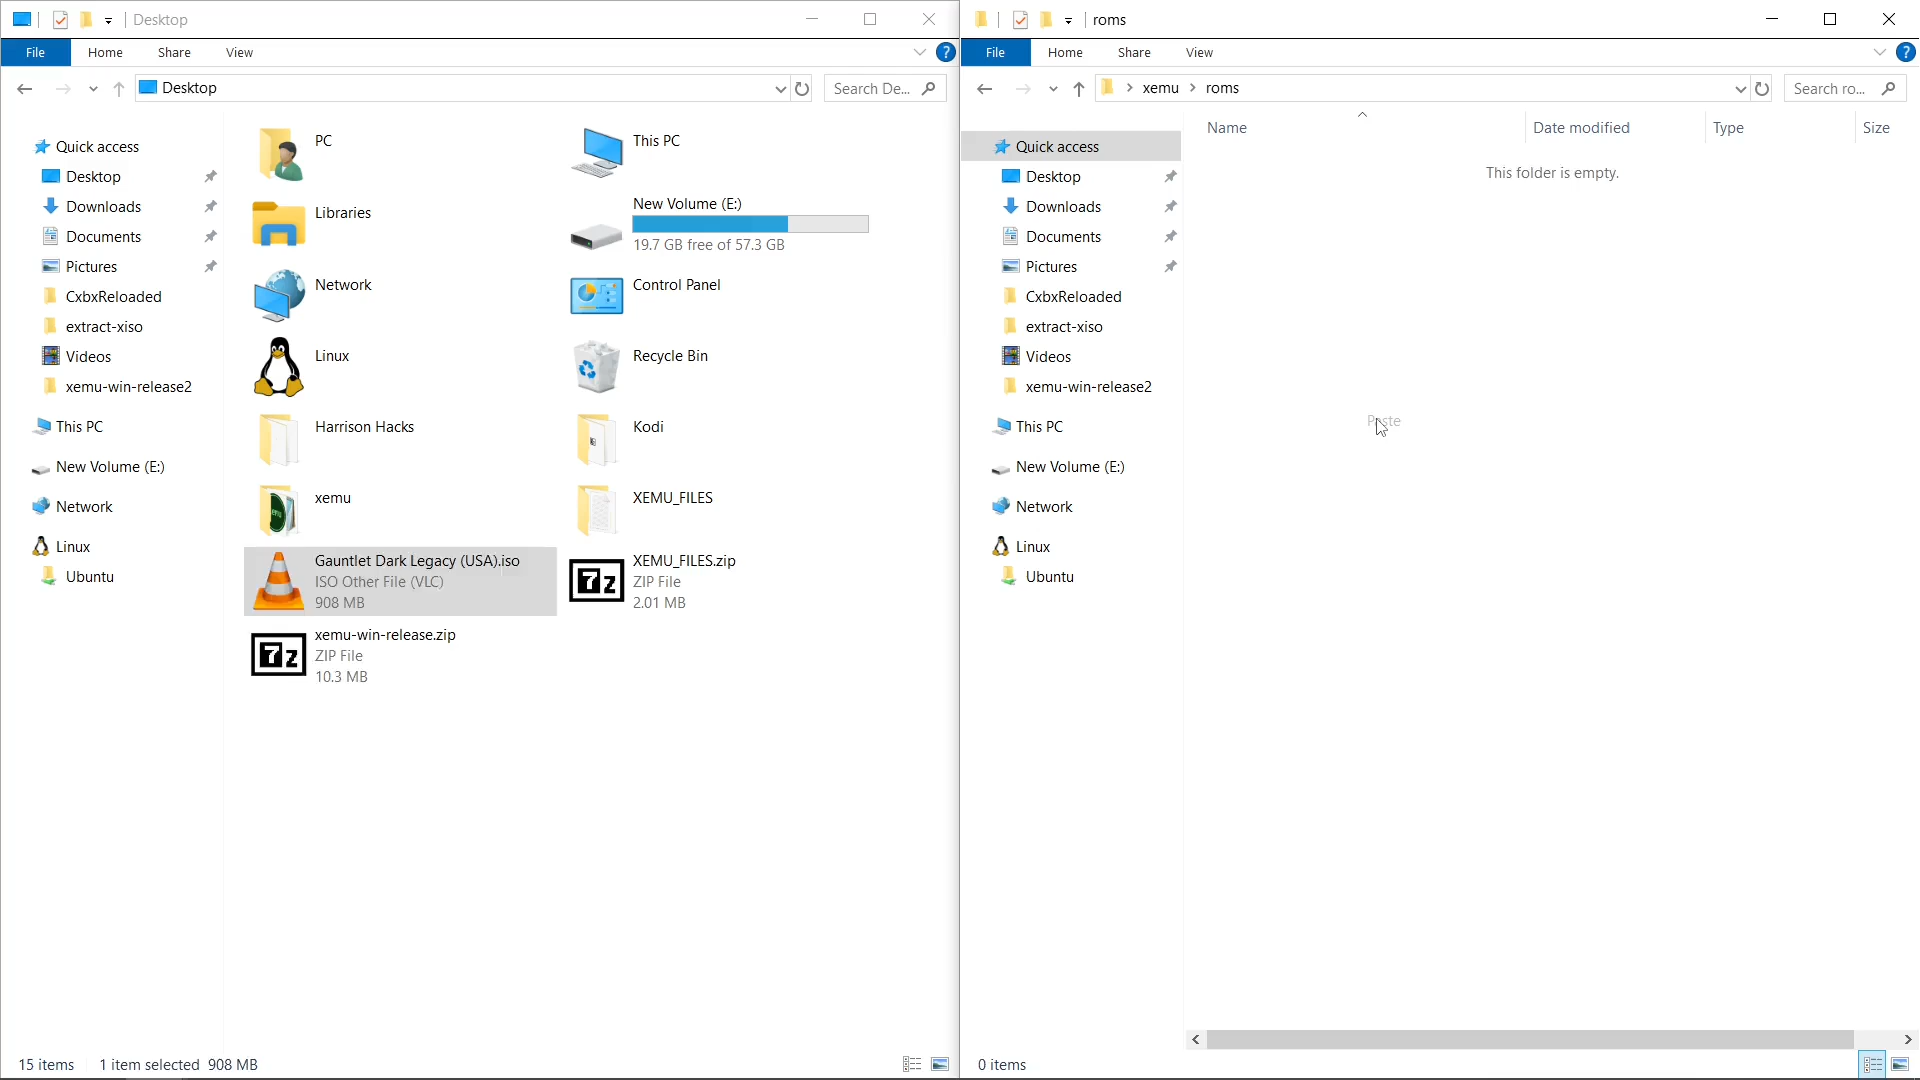 Desktop
File Home Share View
?
Desktop
Search De...
Quick access
Desktop
Downloads
Documents
Pictures
CxbxReloaded
extract-xiso
Videos
xemu-win-release2
This PC
New Volume (E:)
Network
Linux
Ubuntu
PC
This PC
Libraries
New Volume (E:)
19.7 GB free of 57.3 GB
Network
Control Panel
Linux
Recycle Bin
Harrison Hacks
Kodi
xemu
XEMU_FILES
Gauntlet Dark Legacy (USA).iso
ISO Other File (VLC)
908 MB
7z
XEMU_FILES.zip
ZIP File
2.01 MB
7z
xemu-win-release.zip
ZIP File
10.3 MB
15 items 1 item selected 908 MB
roms
File Home Share View
?
> xemu > roms
Search ro...
Quick access
Desktop
Downloads
Documents
Pictures
CxbxReloaded
extract-xiso
Videos
xemu-win-release2
This PC
New Volume (E:)
Network
Linux
Ubuntu
Name Date modified Type Size
This folder is empty.
Paste
0 items